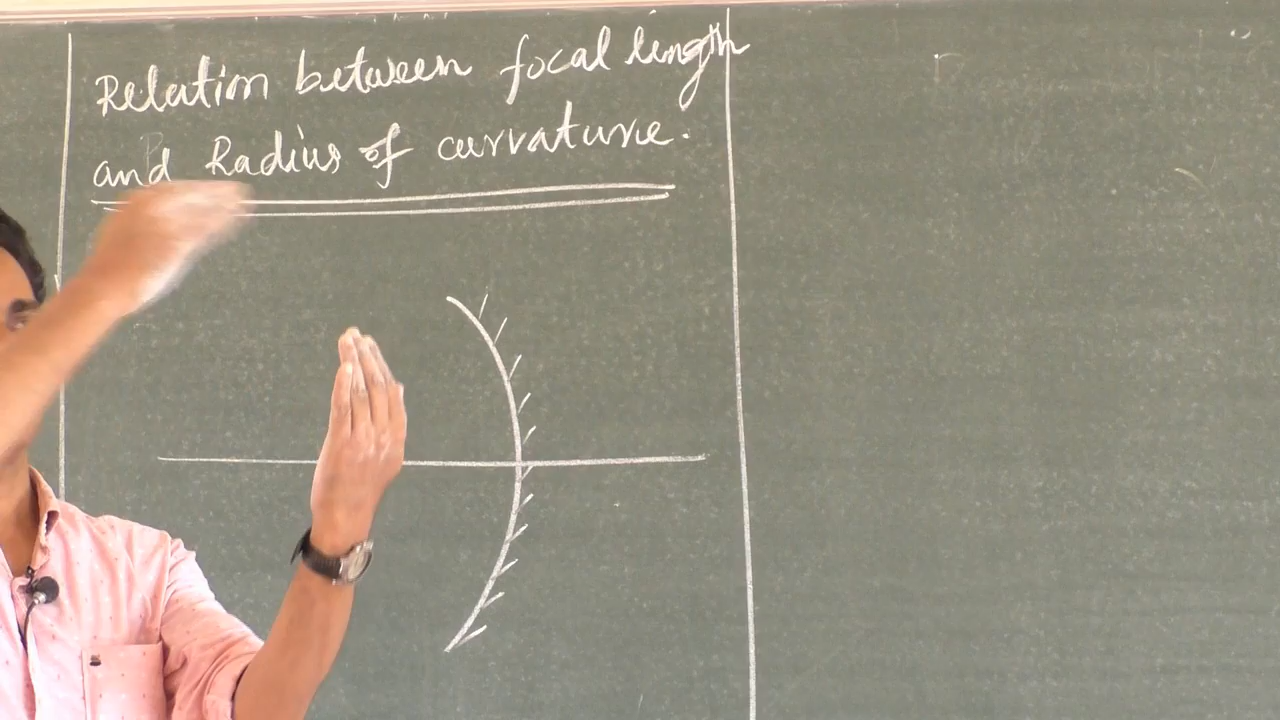 Relation between focal length
and Radius of curvature.